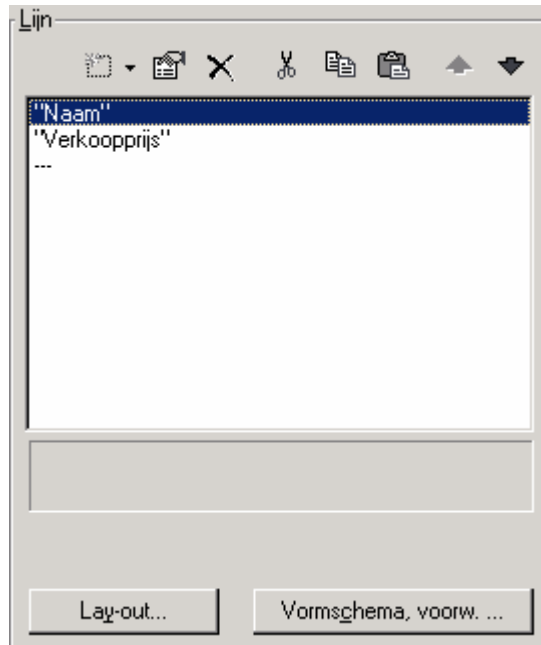 Lijn
"Naam"
"Verkoopprijs"
---
Lay-out...
Vormschema, voorw. ...